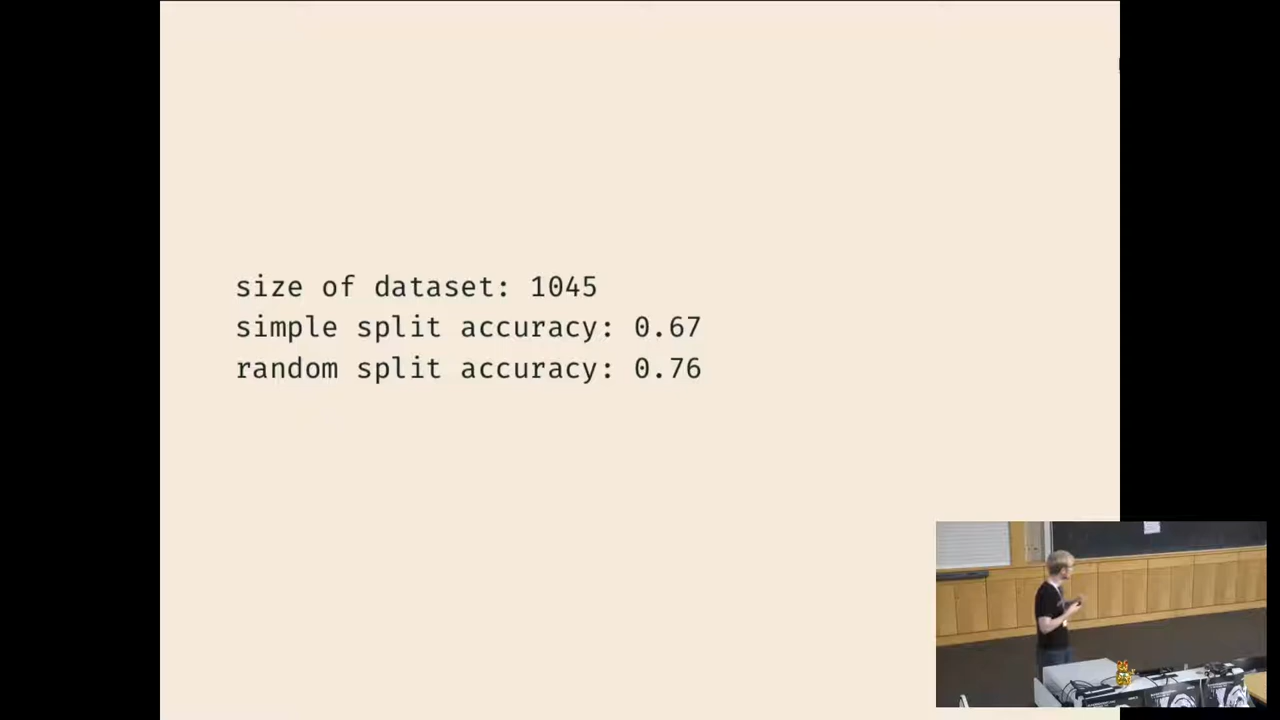 size of dataset: 1045
simple split accuracy: 0.67
random split accuracy: 0.76